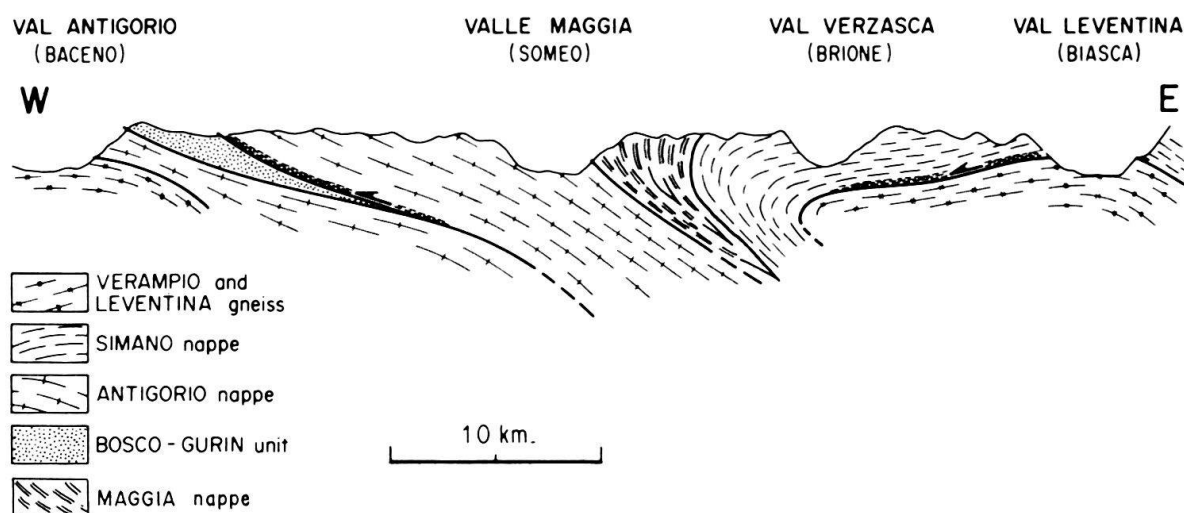 VAL ANTIGORIO
(BACENO)
VALLE MAGGIA
(SOMEO)
VAL VERZASCA
(BRIONE)
VAL LEVENTINA
(BIASCA)
W
E
VERAMPIO and
LEVENTINA gneiss
SIMANO nappe
ANTIGORIO nappe
BOSCO - GURIN unit
MAGGIA nappe
10 km.